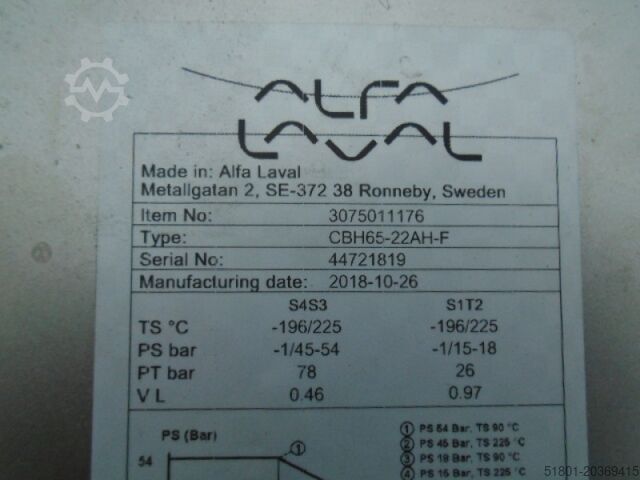 ALFA
LAVAL
Made in: Alfa Laval
Metallgatan 2, SE-372 38 Ronneby, Sweden
Item No: 3075011176
Type: CBH65-22AH-F
Serial No: 44721819
Manufacturing date: 2018-10-26
S4S3 S1T2
TS °C -196/225 -196/225
PS bar -1/45-54 -1/15-18
PT bar 78 26
V L 0.46 0.97
PS (Bar)
54
1
1 PS 54 Bar, TS 90 °C
2 PS 45 Bar, TS 225 °C
3 PS 18 Bar, TS 90 °C
4 PS 15 Bar, TS 225 °C
51801-20369415